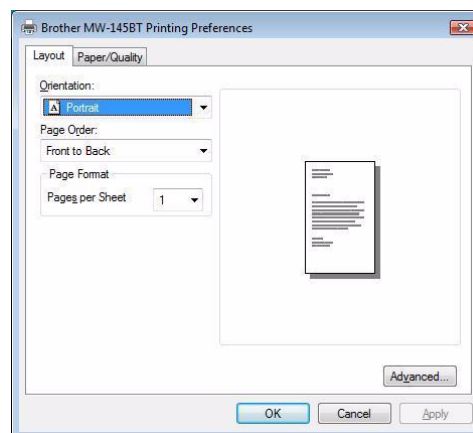 Brother MW-145BT Printing Preferences
Layout Paper/Quality
Orientation:
A Portrait
Page Order:
Front to Back
Page Format
Pages per Sheet 1
Advanced...
OK Cancel Apply